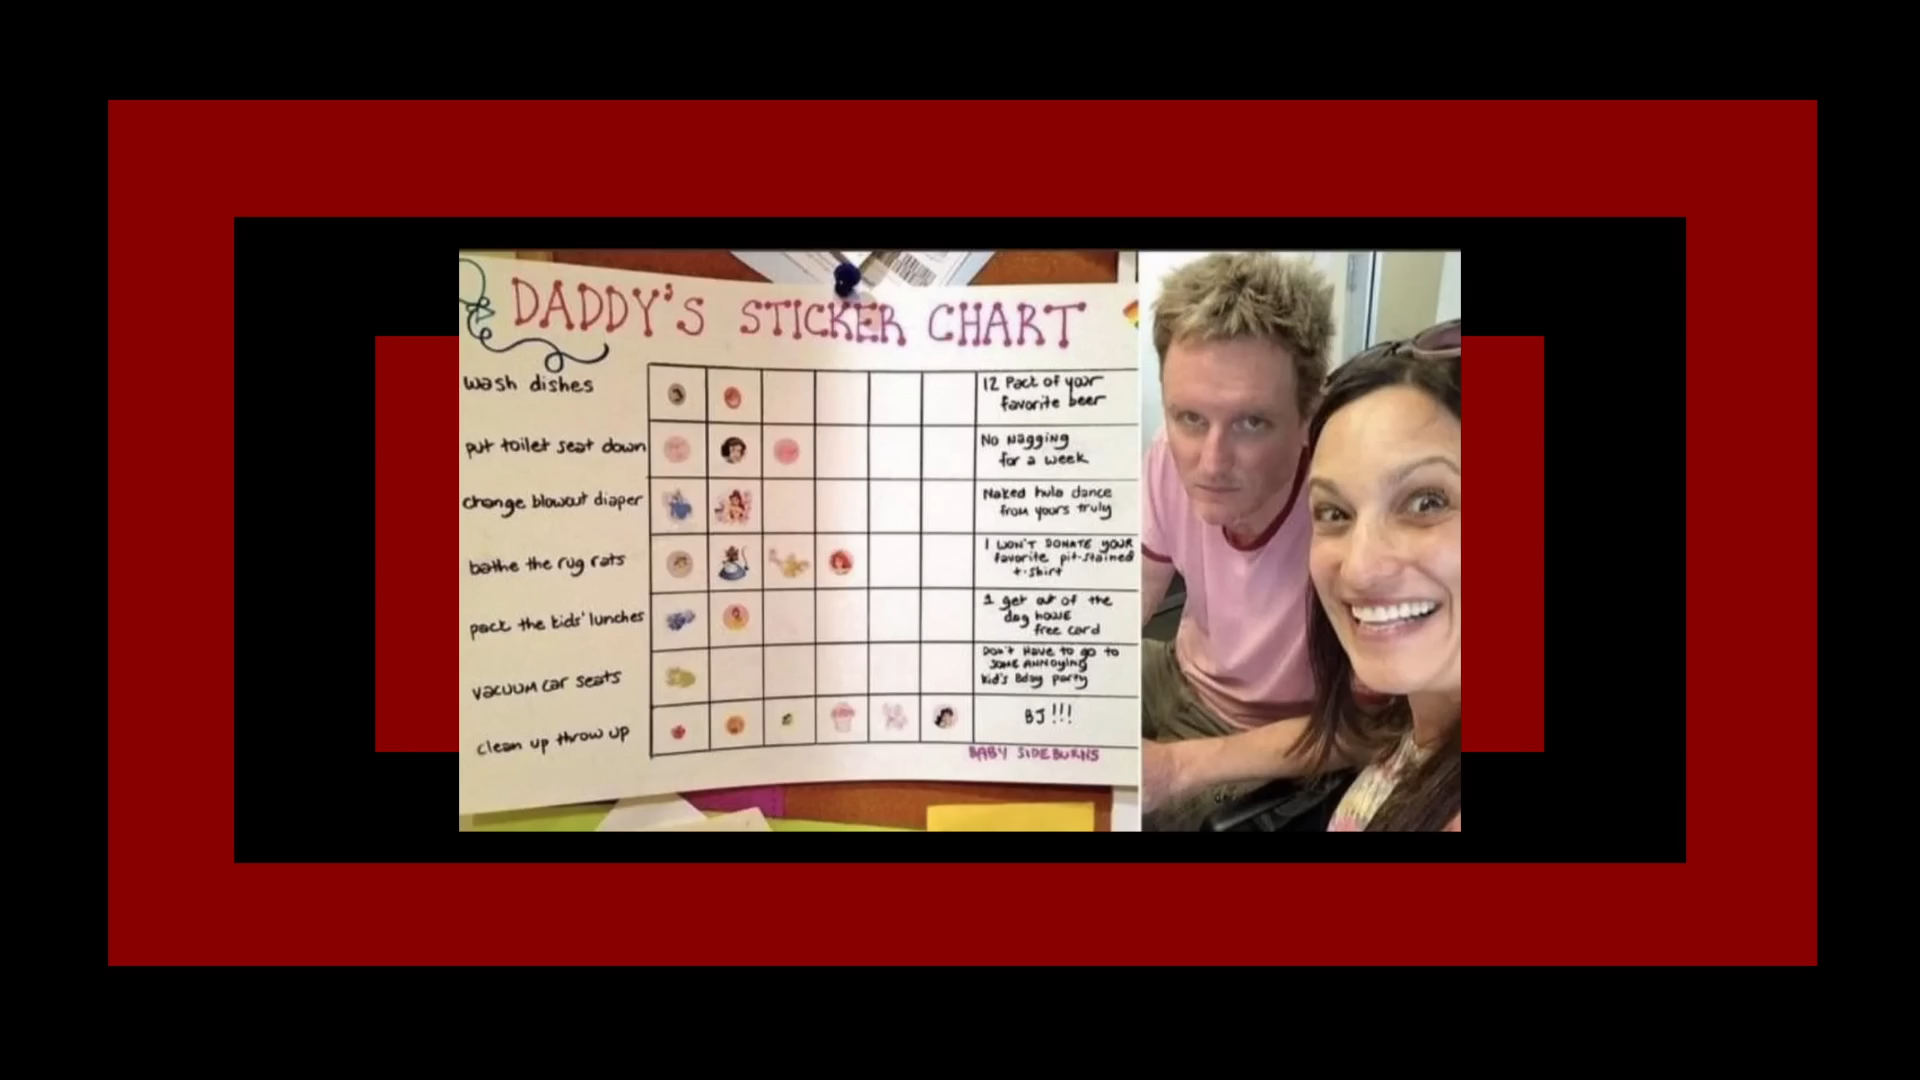 DADDY'S STICKER CHART
wash dishes
12 Pack of your
favorite beer
put toilet seat down
No Nagging
for a week
change blowout diaper
Naked hula dance
from yours truly
bathe the rug rats
I WON'T DONATE YOUR
favorite pit-stained
t-shirt
pack the kids' lunches
1 get out of the
dog house
free card
vacuum car seats
Don't Have to go to
SOME ANNOying
kid's Bday party
clean up throw up
BJ!!!
BABY SIDEBURNS